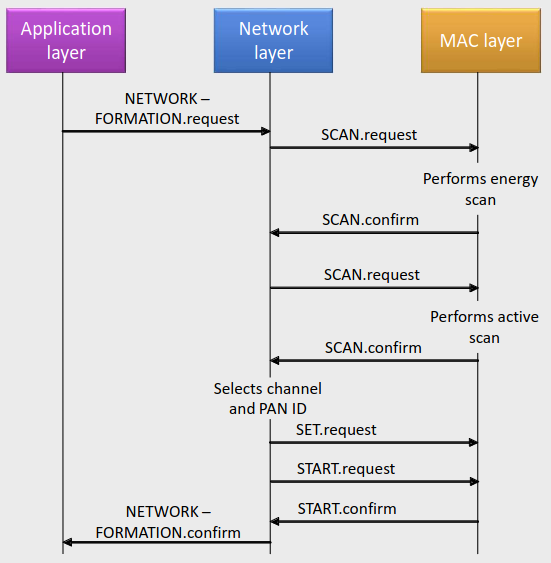 Application
layer
Network
layer
MAC layer
NETWORK –
FORMATION.request
SCAN.request
Performs energy
scan
SCAN.confirm
SCAN.request
Performs active
scan
SCAN.confirm
Selects channel
and PAN ID
SET.request
START.request
START.confirm
NETWORK –
FORMATION.confirm